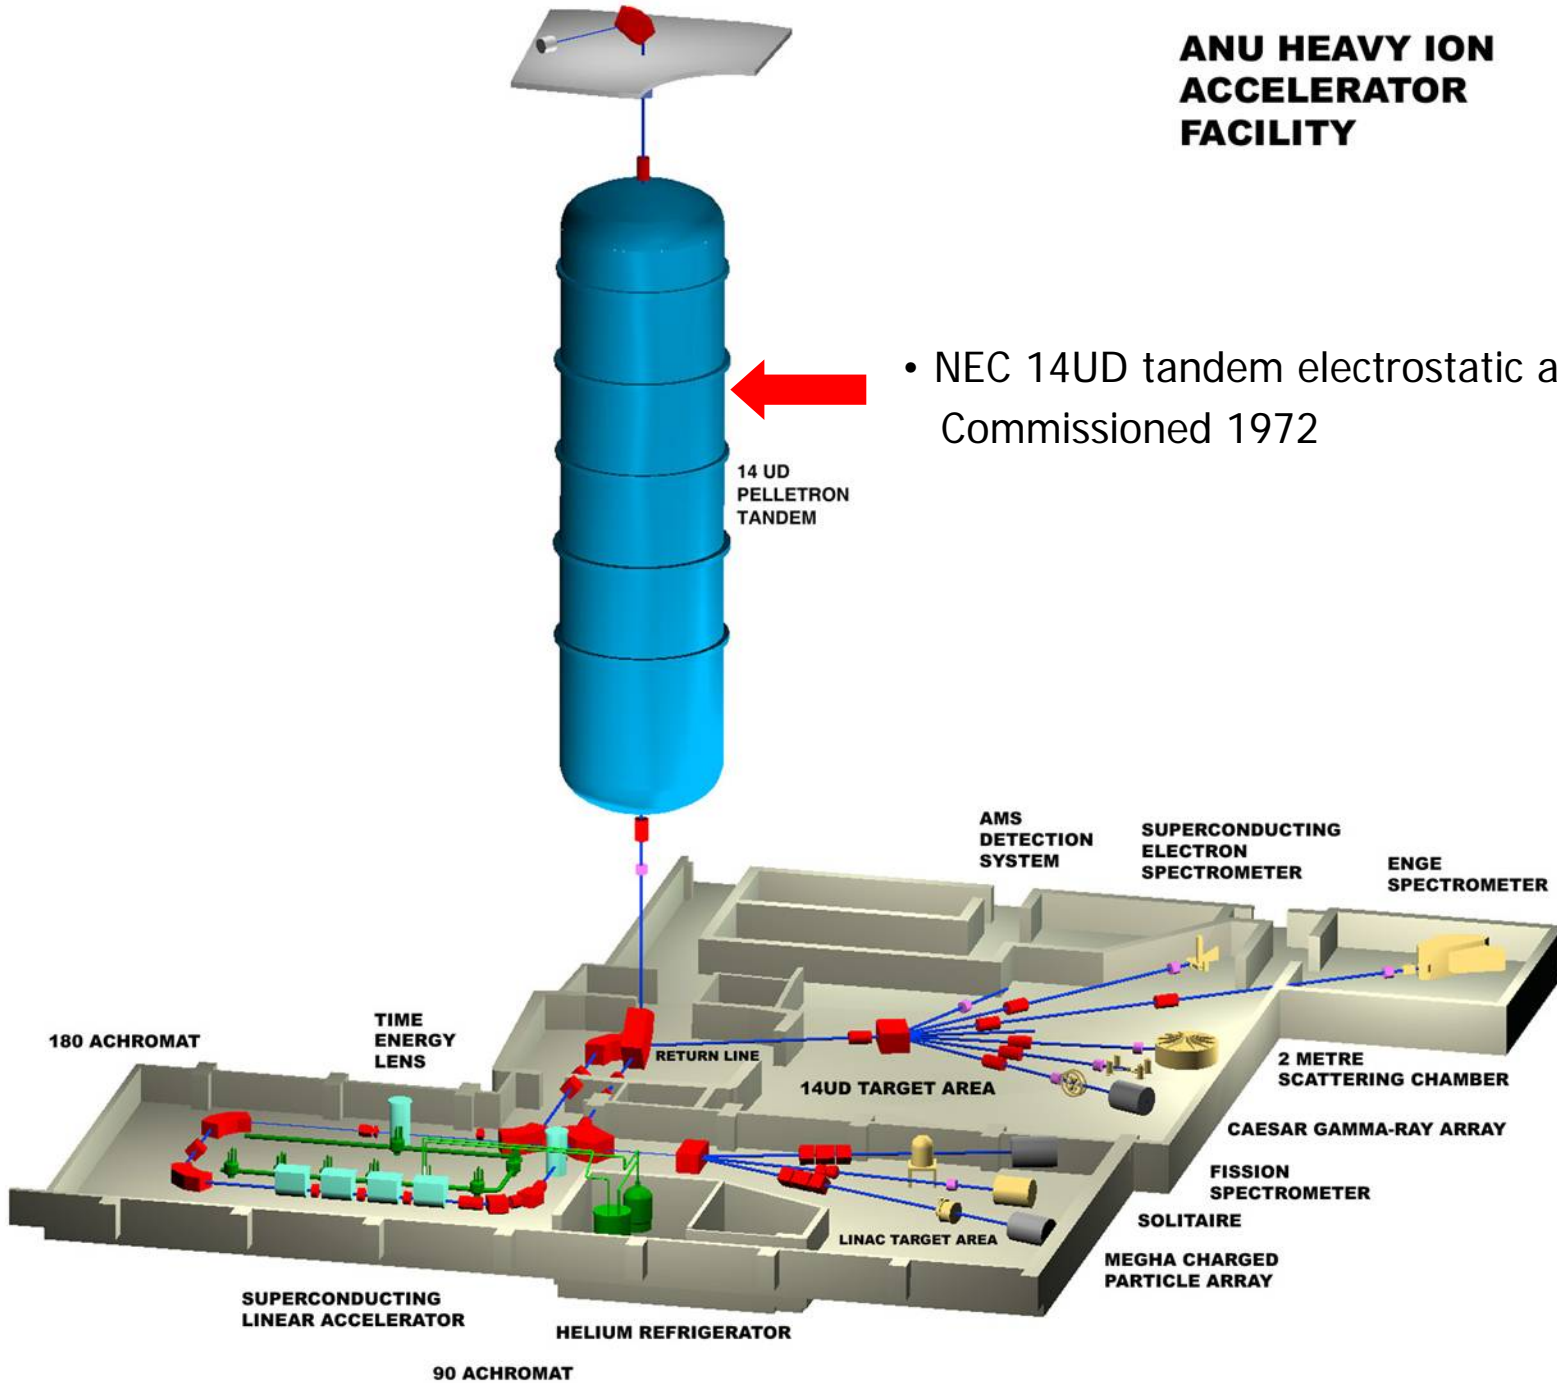 ANU HEAVY ION
ACCELERATOR
FACILITY
• NEC 14UD tandem electrostatic a
Commissioned 1972
14 UD
PELLETRON
TANDEM
AMS
DETECTION
SYSTEM
SUPERCONDUCTING
ELECTRON
SPECTROMETER
ENGE
SPECTROMETER
180 ACHROMAT
TIME
ENERGY
LENS
RETURN LINE
14UD TARGET AREA
2 METRE
SCATTERING CHAMBER
CAESAR GAMMA-RAY ARRAY
FISSION
SPECTROMETER
SOLITAIRE
LINAC TARGET AREA
MEGHA CHARGED
PARTICLE ARRAY
SUPERCONDUCTING
LINEAR ACCELERATOR
HELIUM REFRIGERATOR
90 ACHROMAT